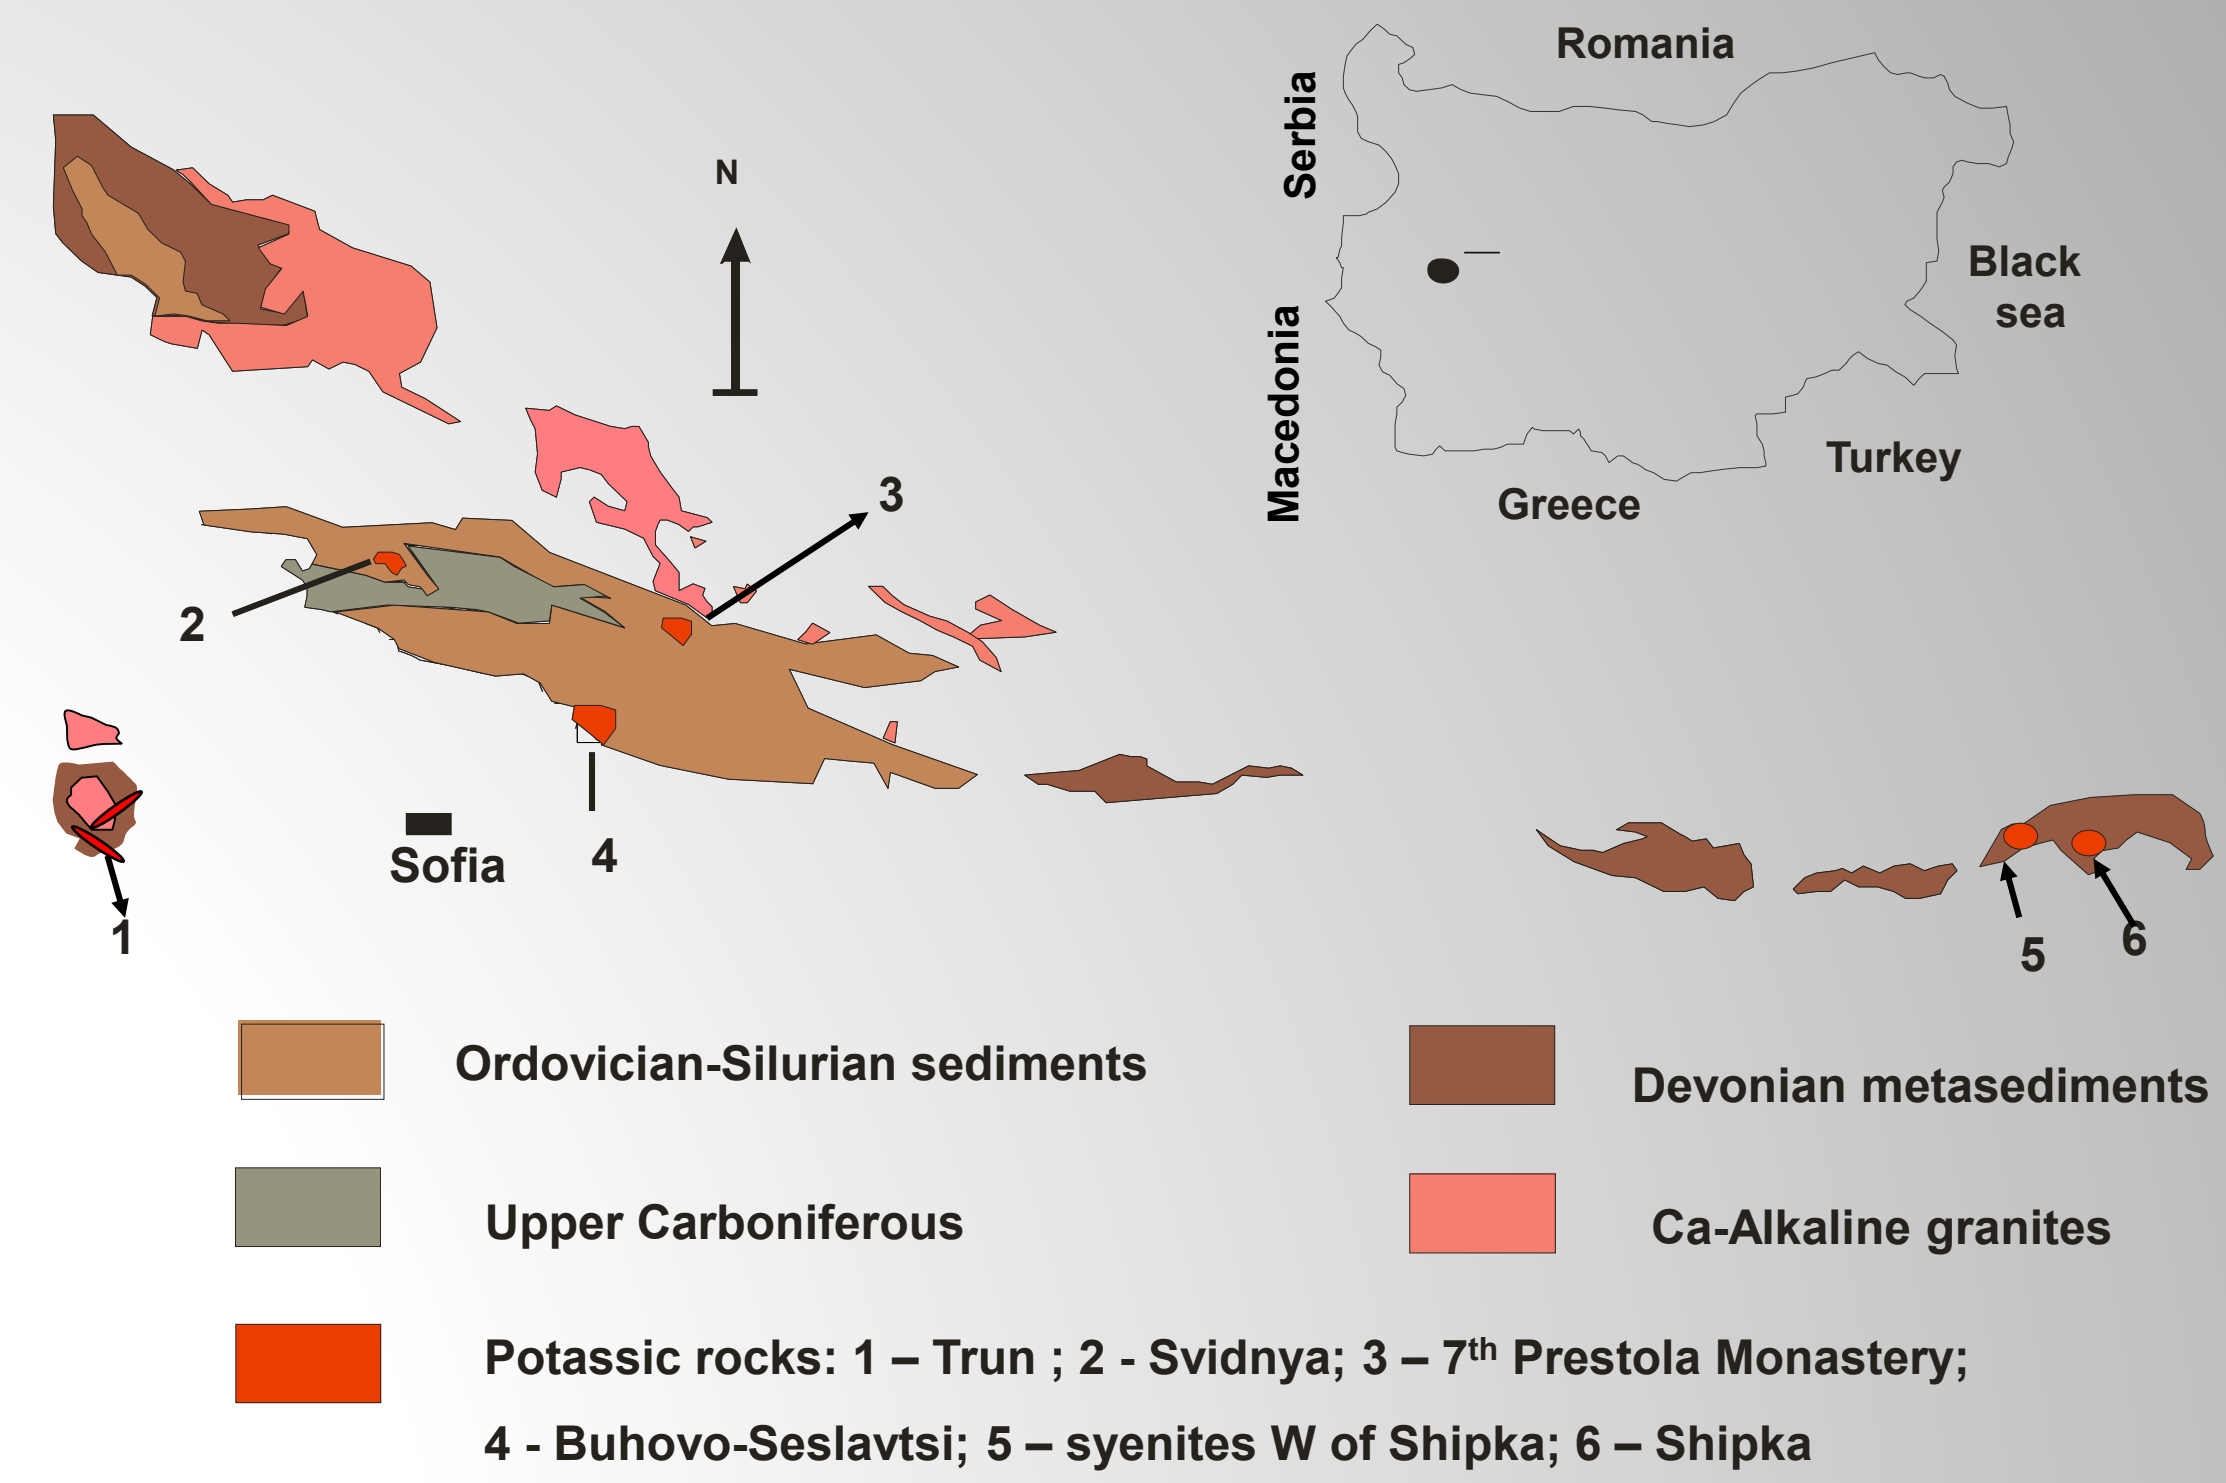 Romania
Serbia
N
Black
sea
Macedonia
Turkey
Greece
3
2
Sofia
4
1
5
6
Ordovician-Silurian sediments
Devonian metasediments
Upper Carboniferous
Ca-Alkaline granites
Potassic rocks: 1 – Trun ; 2 - Svidnya; 3 – 7th Prestola Monastery;
4 - Buhovo-Seslavtsi; 5 – syenites W of Shipka; 6 – Shipka